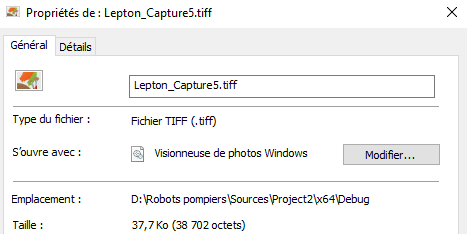 Propriétés de : Lepton_Capture5.tiff
Général Détails
Lepton_Capture5.tiff
Type du fichier : Fichier TIFF (.tiff)
S'ouvre avec : Visionneuse de photos Windows Modifier...
Emplacement : D:\Robots pompiers\Sources\Project2\x64\Debug
Taille : 37,7 Ko (38 702 octets)